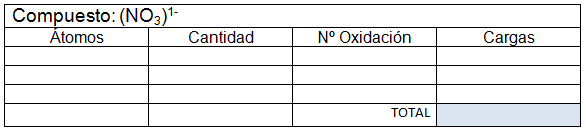 Compuesto: (NO₃)¹⁻
Átomos Cantidad Nº Oxidación Cargas
TOTAL